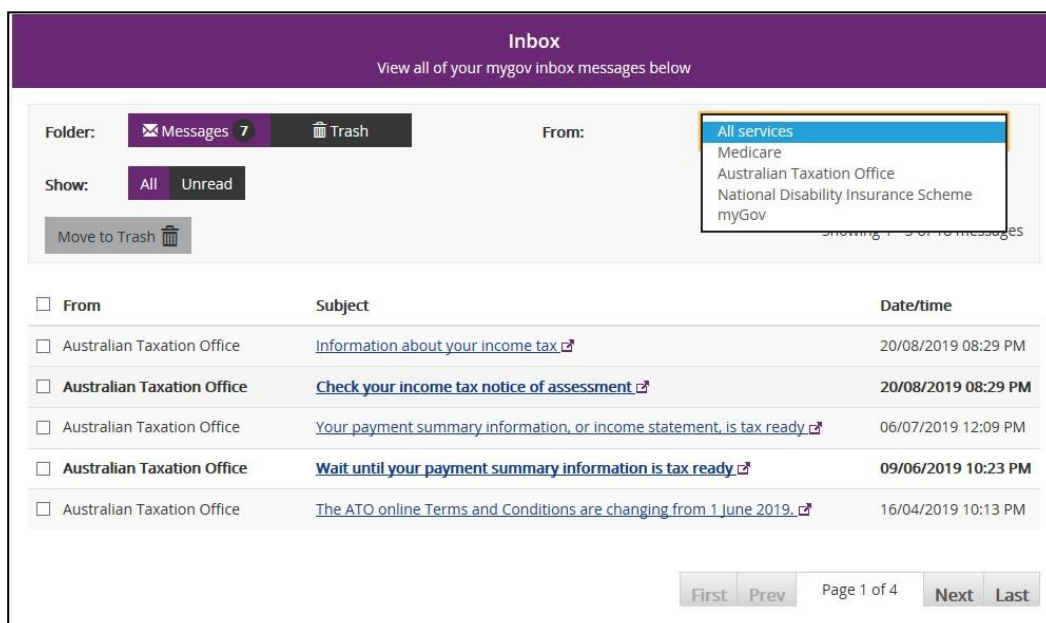 Inbox
View all of your mygov inbox messages below
Folder: Messages 7 Trash From: All services
Medicare
Australian Taxation Office
National Disability Insurance Scheme
myGov
Show: All Unread
Move to Trash
messages
From Subject Date/time
Australian Taxation Office Information about your income tax 20/08/2019 08:29 PM
Australian Taxation Office Check your income tax notice of assessment 20/08/2019 08:29 PM
Australian Taxation Office Your payment summary information, or income statement, is tax ready 06/07/2019 12:09 PM
Australian Taxation Office Wait until your payment summary information is tax ready 09/06/2019 10:23 PM
Australian Taxation Office The ATO online Terms and Conditions are changing from 1 June 2019. 16/04/2019 10:13 PM
First Prev Page 1 of 4 Next Last